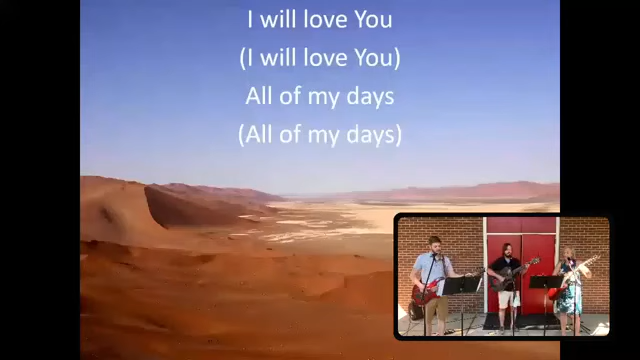 I will love You
(I will love You)
All of my days
(All of my days)